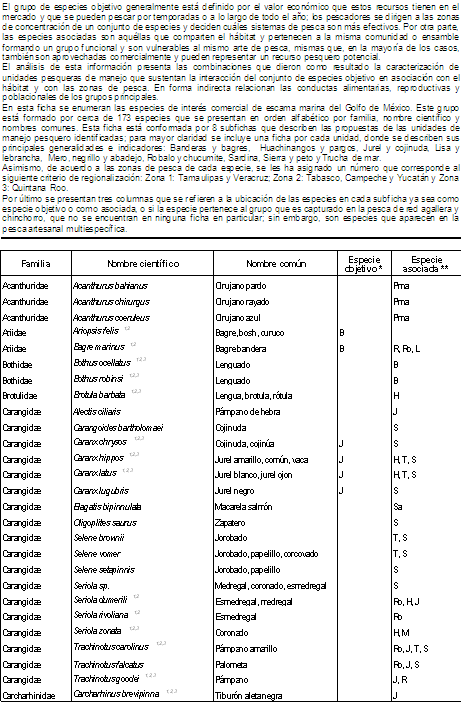 El grupo de especies objetivo generalmente está definido por el valor económico que estos recursos tienen en el
mercado y que se pueden pescar por temporadas o a lo largo de todo el año; los pescadores se dirigen a las zonas
de concentración de un conjunto de especies y deciden cuáles sistemas de pesca son más efectivos. Por otra parte,
las especies asociadas son aquéllas que comparten el hábitat y pertenecen a la misma comunidad o ensamble
formando un grupo funcional y son vulnerables al mismo arte de pesca, mismas que, en la mayoría de los casos,
también son aprovechadas comercialmente y pueden representar un recurso pesquero potencial.
El análisis de esta información presenta las combinaciones que dieron como resultado la caracterización de
unidades pesqueras de manejo que sustentan la interacción del conjunto de especies objetivo en asociación con el
hábitat y con las zonas de pesca. En forma indirecta relacionan las conductas alimentarias, reproductivas y
poblacionales de los grupos principales.
En esta ficha se enumeran las especies de interés comercial de escama marina del Golfo de México. Este grupo
está formado por cerca de 173 especies que se presentan en orden alfabético por familia, nombre científico y
nombres comunes. Esta ficha está conformada por 8 subfichas que describen las propuestas de las unidades de
manejo pesquero identificadas; para mayor claridad se incluye una ficha por cada unidad, donde se describen sus
principales generalidades e indicadores: Banderas y bagres, Huachinangos y pargos, Jurel y cojinuda, Lisa y
lebrancha, Mero, negrillo y abadejo, Robalo y chucumite, Sardina, Sierra y peto y Trucha de mar.
Asimismo, de acuerdo a las zonas de pesca de cada especie, se les ha asignado un número que corresponde al
siguiente criterio de regionalización: Zona 1: Tamaulipas y Veracruz; Zona 2: Tabasco, Campeche y Yucatán y Zona
3: Quintana Roo.
Por último se presentan tres columnas que se refieren a la ubicación de las especies en cada subficha ya sea como
especie objetivo o como asociada, o si la especie pertenece al grupo que es capturado en la pesca de red agallera y
chinchorro, que no se encuentran en ninguna ficha en particular; sin embargo, son especies que aparecen en la
pesca artesanal multiespecífica.
Familia Nombre científico Nombre común Especie objetivo * Especie asociada **
Acanthuridae Acanthurus bahianus Cirujano pardo Pma
Acanthuridae Acanthurus chirurgus Cirujano rayado Pma
Acanthuridae Acanthurus coeruleus Cirujano azul Pma
Ariidae Ariopsis felis 1,2 Bagre, bosh, curuco B
Ariidae Bagre marinus 1,2 Bagre bandera B R, Ro, L
Bothidae Bothus ocellatus 1,2,3 Lenguado B
Bothidae Bothus robinsi 1,2,3 Lenguado B
Brotulidae Brotula barbata 1,2,3 Lengua, brotula, rótula H
Carangidæ Alectis ciliaris Pámpano de hebra J
Carangidæ Carangoides bartholomaei Cojinuda S
Carangidæ Caranx chrysos 1,2,3 Cojinuda, cojinúa J S
Carangidæ Caranx hippos 1,2,3 Jurel amarillo, común, vaca J H, T, S
Carangidæ Caranx latus 1,2,3 Jurel blanco, jurel ojon J H, T, S
Carangidæ Caranx lugubris Jurel negro J S
Carangidæ Elagatis bipinnulata Macarela salmón Sa
Carangidæ Oligoplites saurus Zapatero S
Carangidæ Selene brownii Jorobado T, S
Carangidæ Selene vomer Jorobado, papelillo, corcovado T, S
Carangidæ Selene setapinnis Jorobado, papelillo S
Carangidæ Seriola sp. Medregal, coronado, esmedregal S
Carangidæ Seriola dumerili 1,2 Esmedregal, medregal Ro, H, J
Carangidæ Seriola rivoliana 1,2 Esmedregal Ro
Carangidæ Seriola zonata 1,2,3 Coronado H, M
Carangidæ Trachinotus carolinus 1,2,3 Pámpano amarillo Ro, J, T, S
Carangidæ Trachinotus falcatus Palometa Ro, J, S
Carangidæ Trachinotus goodei 1,2,3 Pámpano J, R
Carcharhinidae Carcharhinus brevipinna 1,2,3 Tiburón aletanegra J